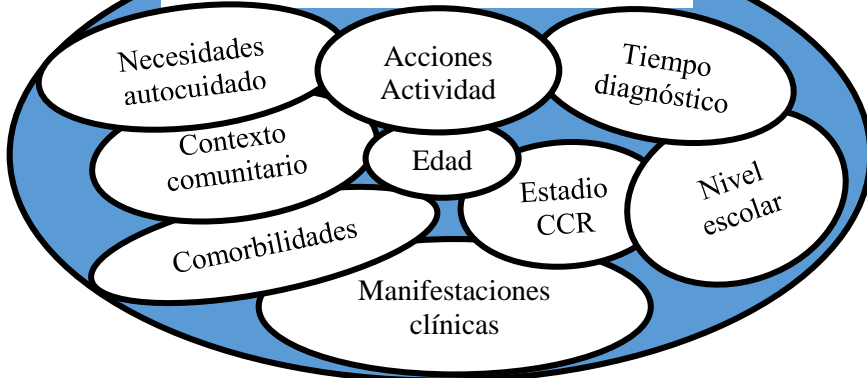 Necesidades
autocuidado
Acciones
Actividad
Tiempo
diagnóstico
Contexto
comunitario
Edad
Estadio
CCR
Nivel
escolar
Comorbilidades
Manifestaciones
clínicas